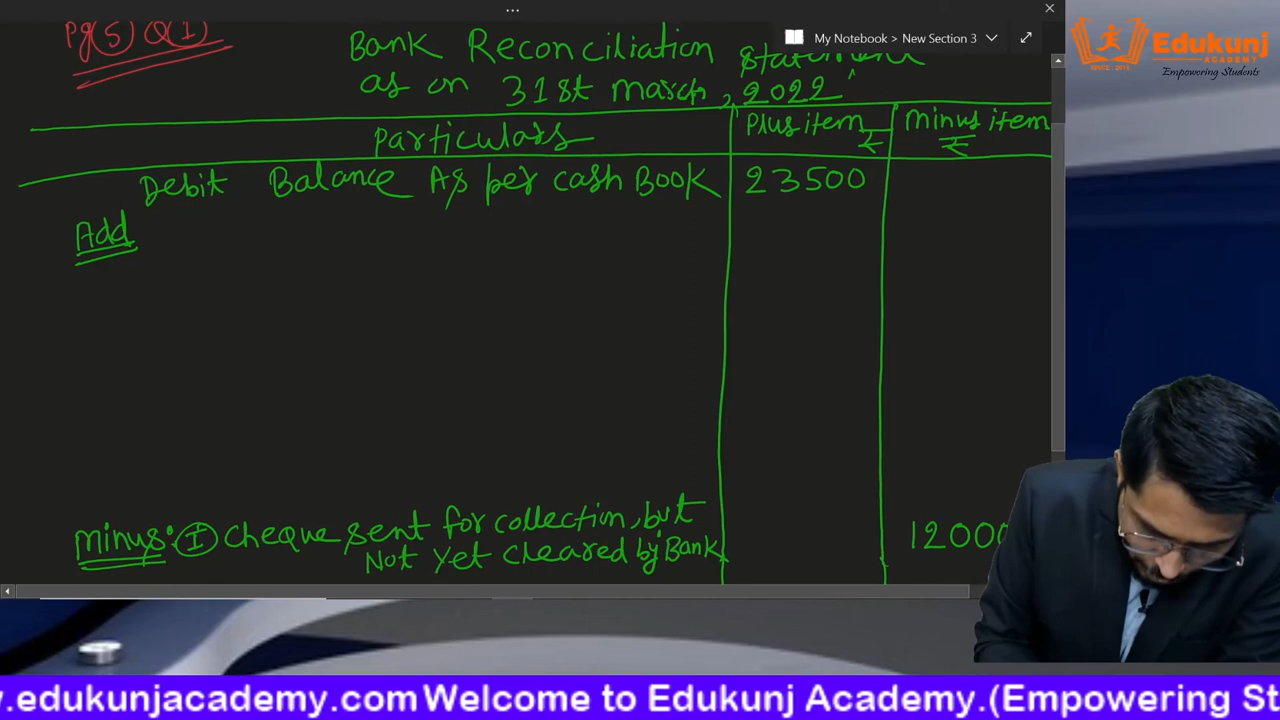 ...
My Notebook > New Section 3
Edukunj
ACADEMY
Empowering Students
Pg(5) Q(1)
Bank Reconciliation Statement
as on 31st march, 2022
Particulars
Plus item ₹
Minus item ₹
Debit Balance As per cash Book 23500
Add
Minus: (I) Cheque sent for collection, but
Not Yet Cleared by Bank
12000
.edukunjacademy.com Welcome to Edukunj Academy.(Empowering St